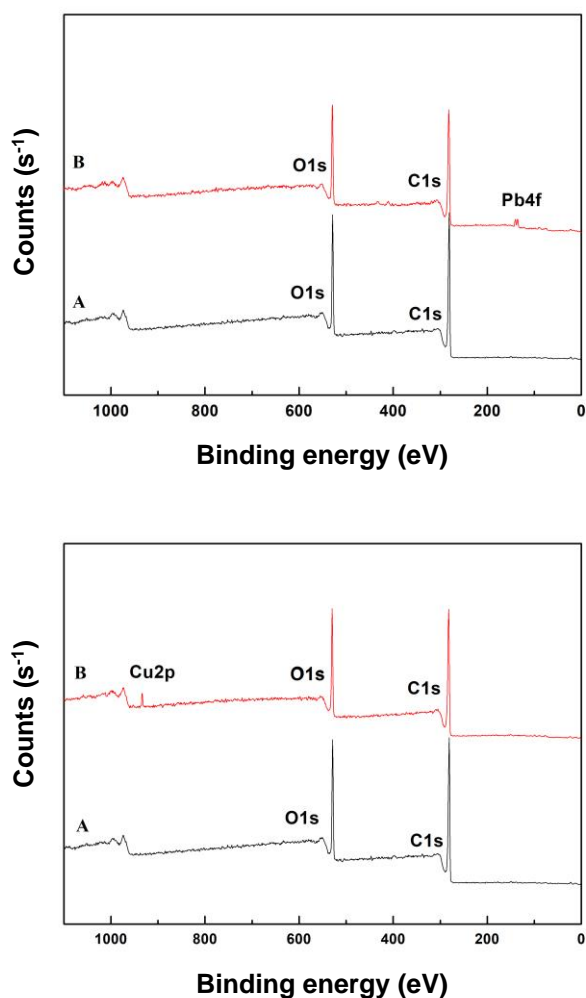 B
O1s
C1s
Pb4f
A
O1s
C1s
Counts (s⁻¹)
1000 800 600 400 200 0
Binding energy (eV)
B
Cu2p
O1s
C1s
A
O1s
C1s
Counts (s⁻¹)
1000 800 600 400 200 0
Binding energy (eV)